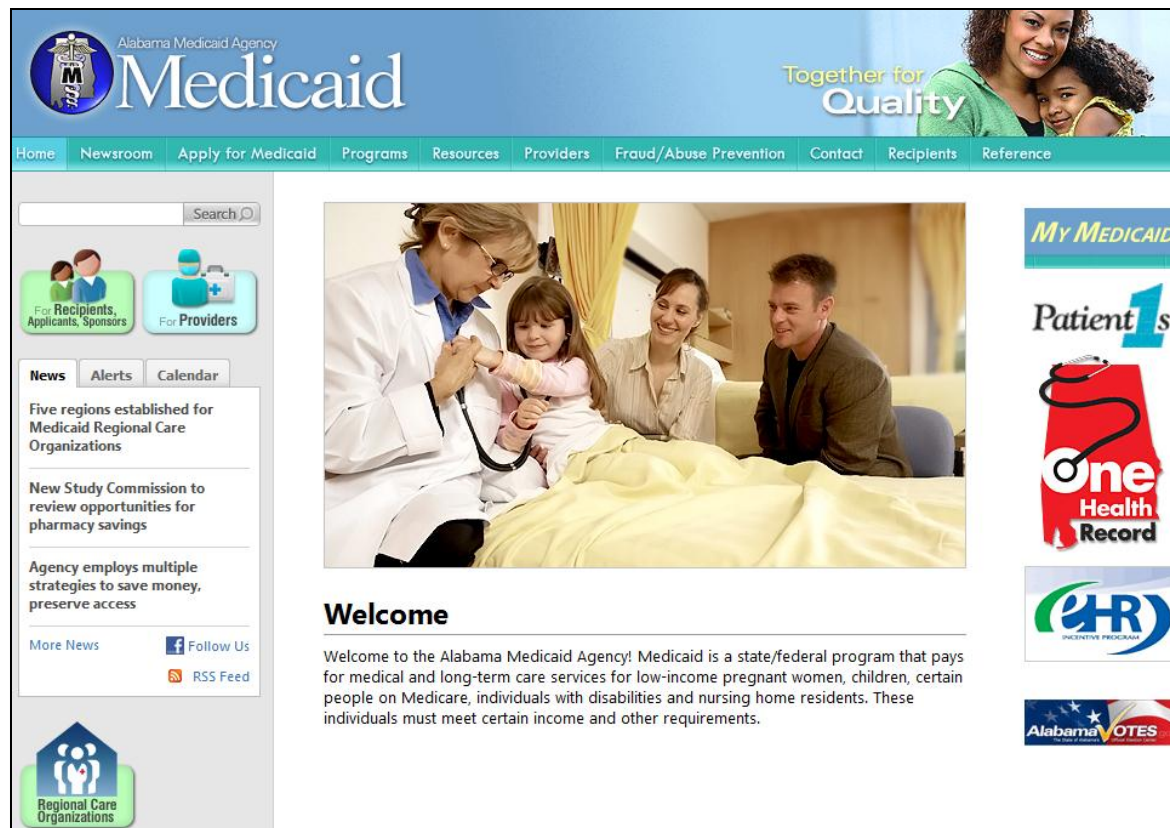 Alabama Medicaid Agency
Medicaid
M
Together for
Quality
Home Newsroom Apply for Medicaid Programs Resources Providers Fraud/Abuse Prevention Contact Recipients Reference
Search
For Recipients,
Applicants, Sponsors
For Providers
News Alerts Calendar
Five regions established for
Medicaid Regional Care
Organizations
New Study Commission to
review opportunities for
pharmacy savings
Agency employs multiple
strategies to save money,
preserve access
More News
Follow Us
RSS Feed
Regional Care
Organizations
Welcome
Welcome to the Alabama Medicaid Agency! Medicaid is a state/federal program that pays
for medical and long-term care services for low-income pregnant women, children, certain
people on Medicare, individuals with disabilities and nursing home residents. These
individuals must meet certain income and other requirements.
MY MEDICAID
Patient 1s
One
Health
Record
eHR
INCENTIVE PROGRAM
Alabama VOTES